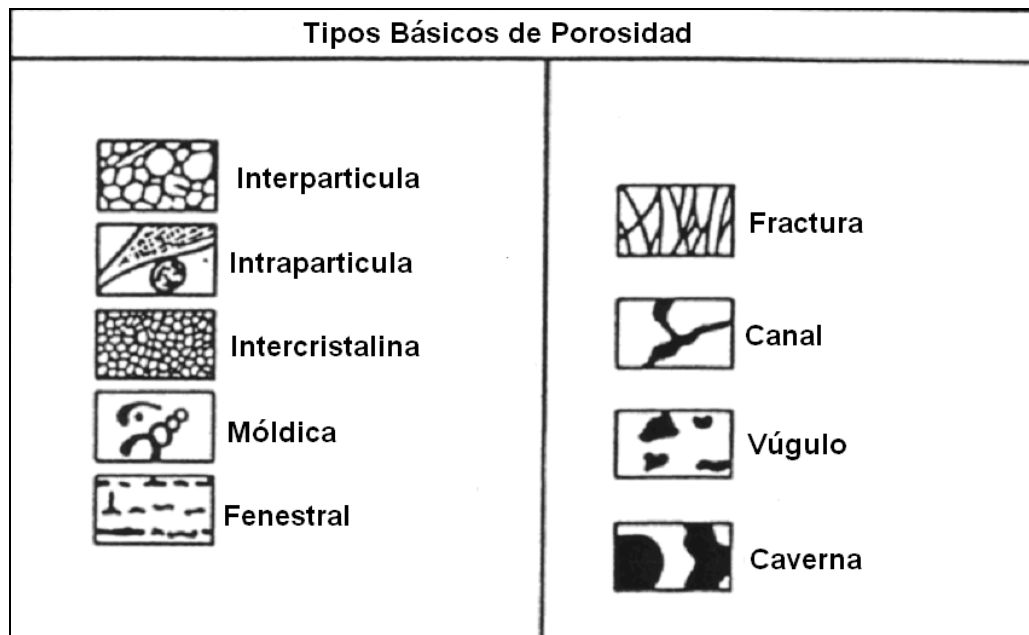 Tipos Básicos de Porosidad
Interparticula
Intraparticula
Intercristalina
Móldica
Fenestral
Fractura
Canal
Vúgulo
Caverna